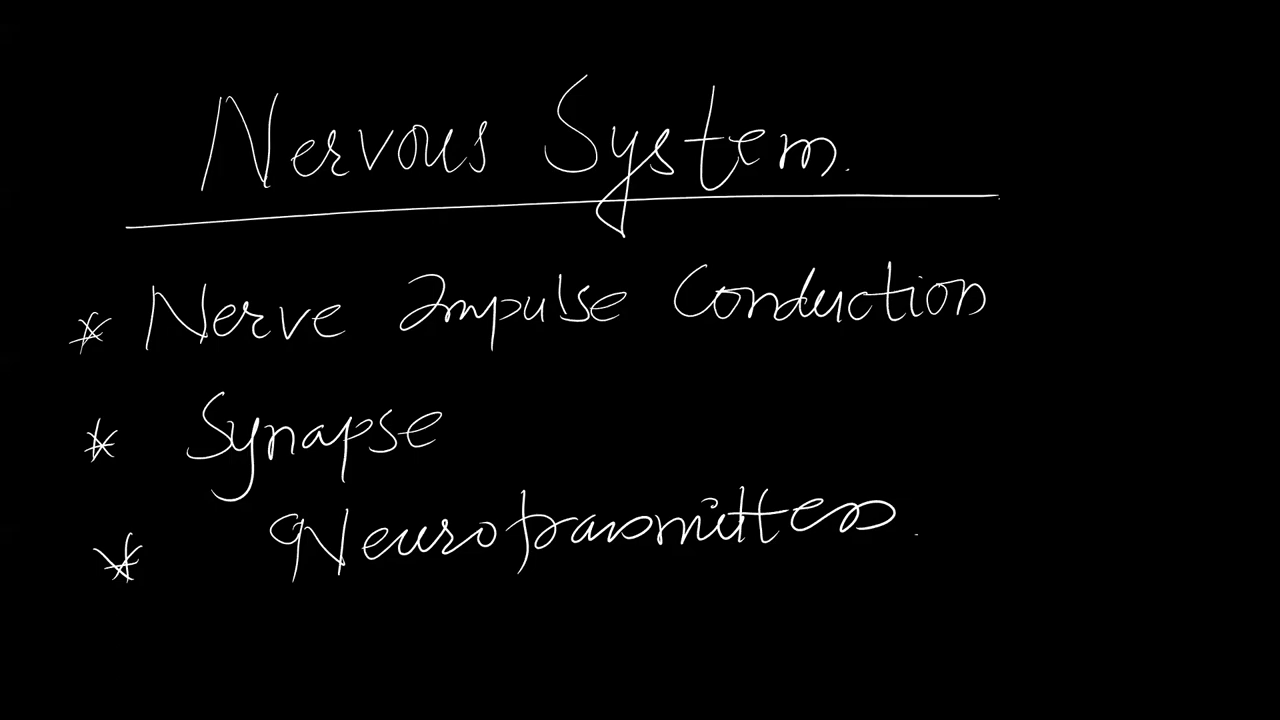 Nervous System.
* Nerve Impulse Conduction
* Synapse
* Neurotransmitters.